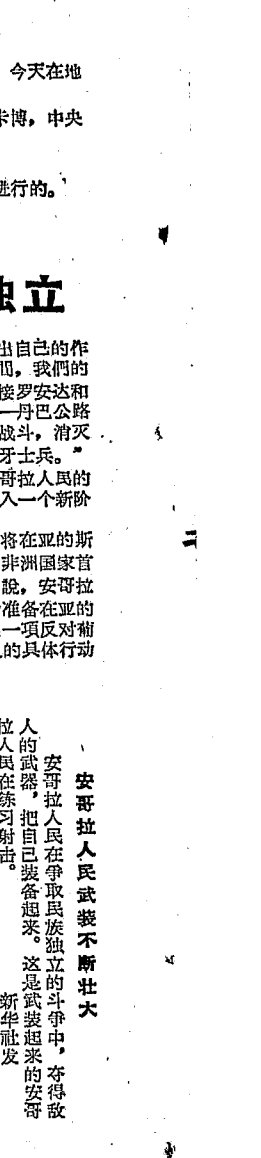 今天在地
卡博，中央
进行的。
独立
出自己的作
们，我們的
接罗安达和
一丹巴公路
战斗，消灭
牙士兵。"
哥拉人民的
入一个新阶
将在亚的斯
非洲国家首
說，安哥拉
准备在亚的
一項反对葡
的具体行动
安哥拉人民武装不断壮大
安哥拉人民在争取民族独立的斗爭中，夺得敌
人的武器，把自已装备起来。这是武装起来的安哥
拉人民在练习射击。
新华社发